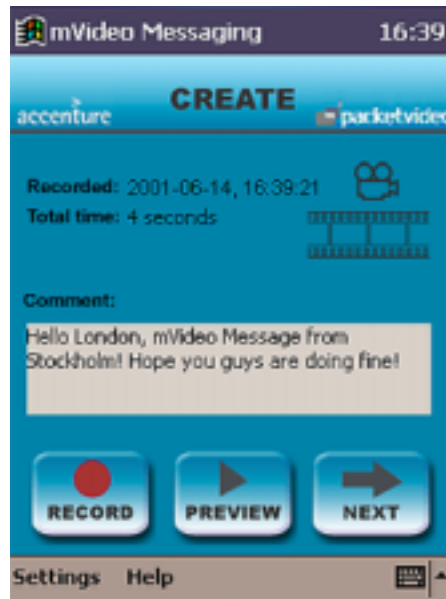 mVideo Messaging 16:39
CREATE
accenture packetvideo
Recorded: 2001-06-14, 16:39:21
Total time: 4 seconds
Comment:
Hello London, mVideo Message from
Stockholm! Hope you guys are doing fine!
RECORD PREVIEW NEXT
Settings Help